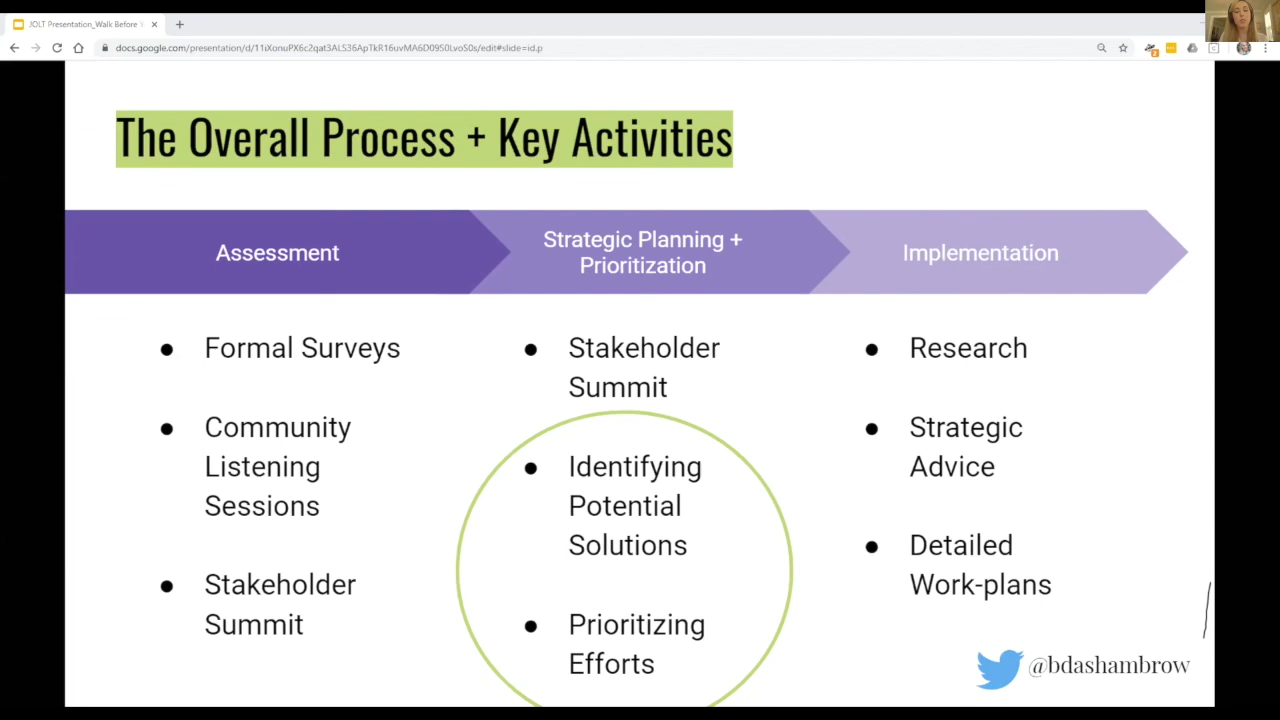 JOLT Presentation_Walk Before
docs.google.com/presentation/d/11iXonuPX6c2qat3ALS36ApTkR16uvMA6D09S0LvoS0s/edit#slide=id.p
2
The Overall Process + Key Activities
Assessment
Strategic Planning +
Prioritization
Implementation
● Formal Surveys
● Community
Listening
Sessions
● Stakeholder
Summit
● Stakeholder
Summit
● Identifying
Potential
Solutions
● Prioritizing
Efforts
● Research
● Strategic
Advice
● Detailed
Work-plans
@bdashambrow